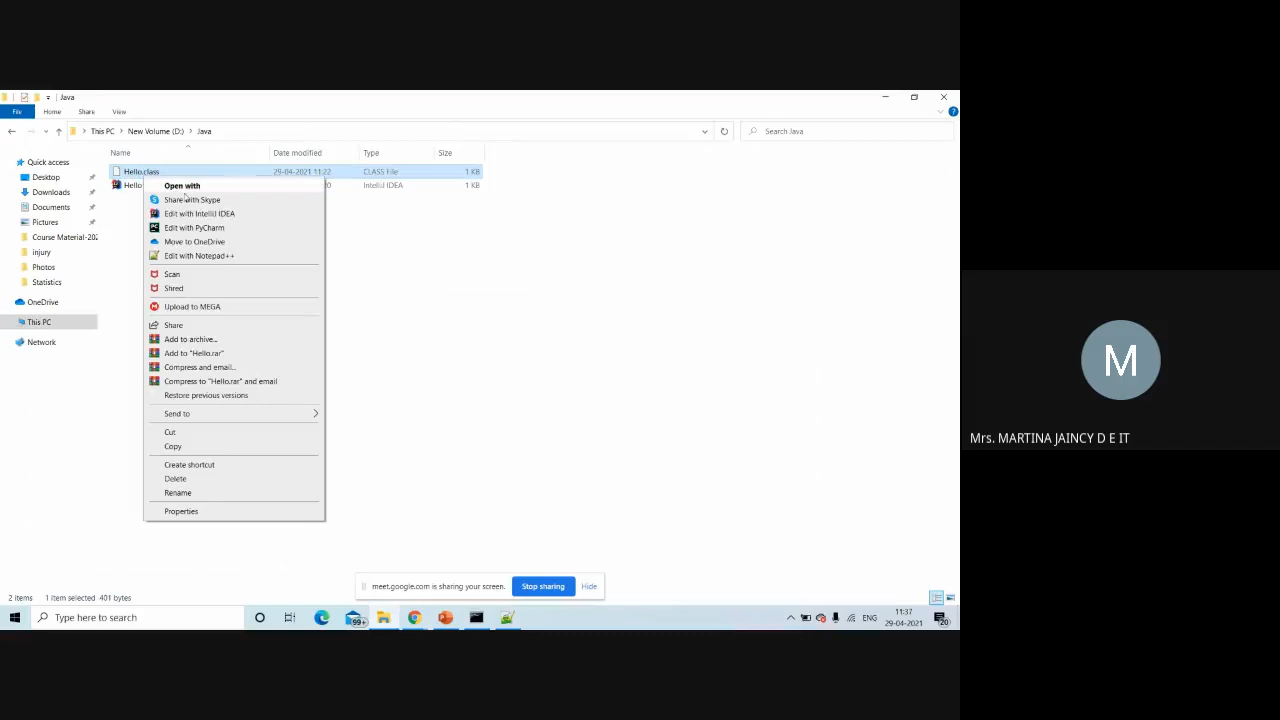 Java
File
Home
Share
View
This PC
New Volume (D:)
Java
Search Java
Name
Date modified
Type
Size
Quick access
Desktop
Downloads
Documents
Pictures
Course Material-202
injury
Photos
Statistics
OneDrive
This PC
Network
Hello.class
29-04-2021 11:22
CLASS File
1 KB
Hello
IntelliJ IDEA
1 KB
Open with
Share with Skype
Edit with IntelliJ IDEA
Edit with PyCharm
Move to OneDrive
Edit with Notepad++
Scan
Shred
Upload to MEGA
Share
Add to archive...
Add to "Hello.rar"
Compress and email...
Compress to "Hello.rar" and email
Restore previous versions
Send to
Cut
Copy
Create shortcut
Delete
Rename
Properties
meet.google.com is sharing your screen.
Stop sharing
Hide
2 items
1 item selected 401 bytes
Type here to search
99+
ENG
11:37
29-04-2021
20
M
Mrs. MARTINA JAINCY D E IT